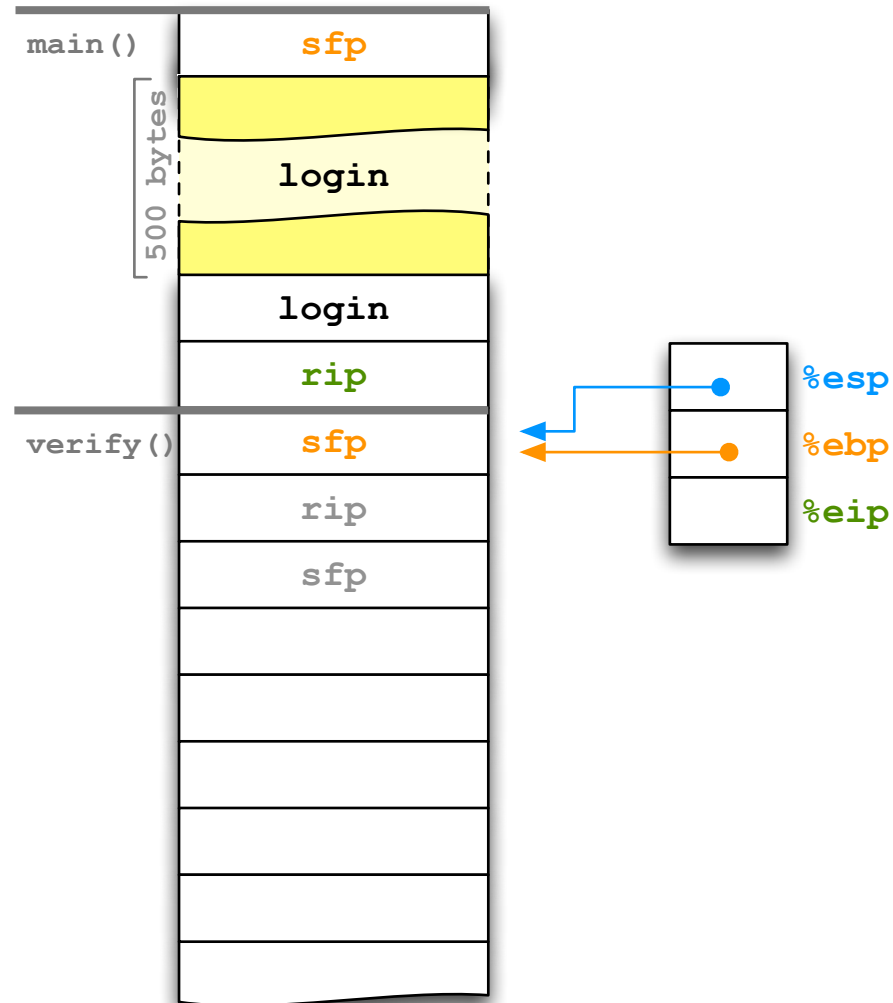 main()
sfp
500 bytes
login
login
rip
%esp
verify()
sfp
%ebp
rip
%eip
sfp